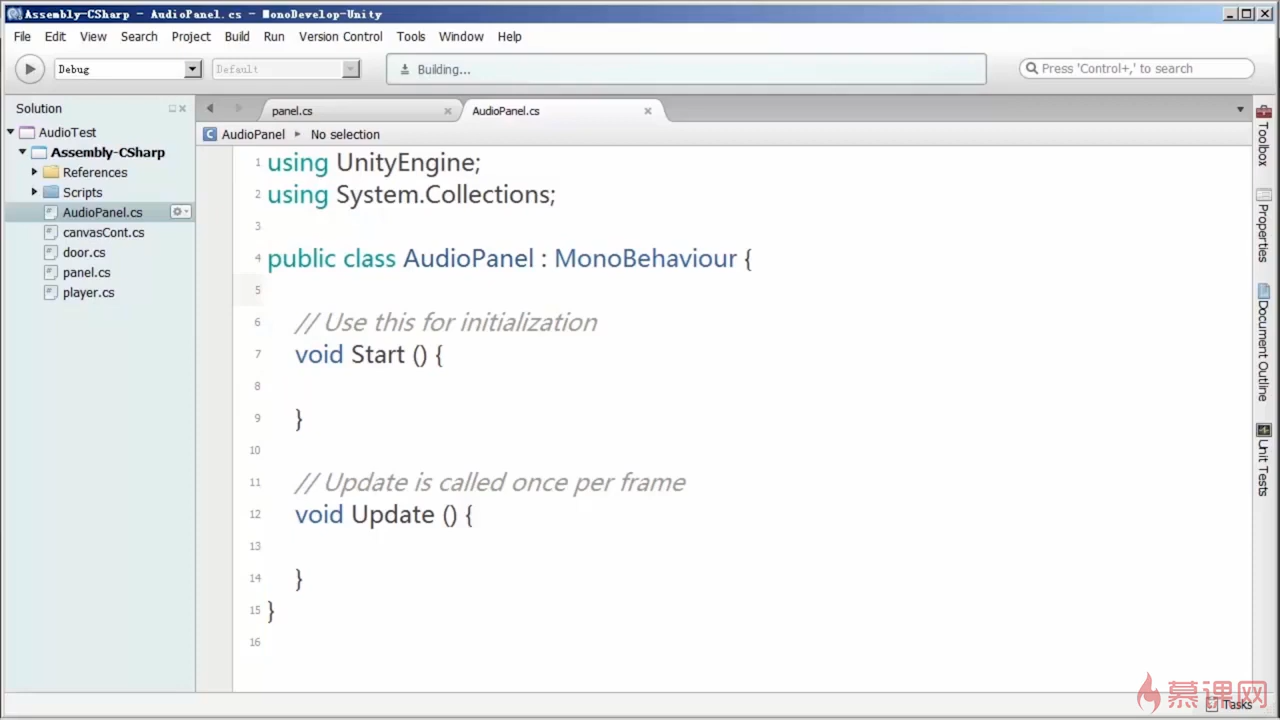 Assembly-CSharp - AudioPanel.cs - MonoDevelop-Unity
File Edit View Search Project Build Run Version Control Tools Window Help
Debug Default Building... Press 'Control+,' to search
Solution
AudioTest
Assembly-CSharp
References
Scripts
AudioPanel.cs
canvasCont.cs
door.cs
panel.cs
player.cs
panel.cs AudioPanel.cs
AudioPanel No selection
1 using UnityEngine;
2 using System.Collections;
3
4 public class AudioPanel : MonoBehaviour {
5
6 // Use this for initialization
7 void Start () {
8
9 }
10
11 // Update is called once per frame
12 void Update () {
13
14 }
15 }
16
Toolbox
Properties
Document Outline
Unit Tests
慕课网
Tasks